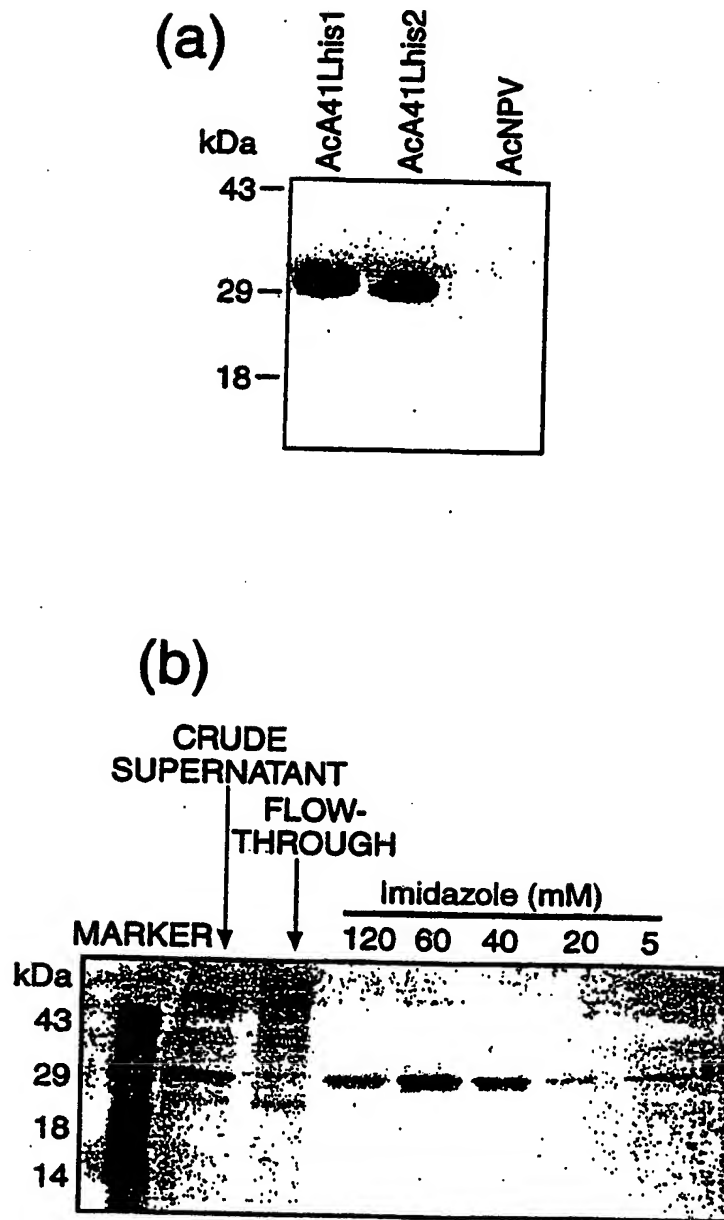 (a)
AcA41Lhis1
AcA41Lhis2
AcNPV
kDa
43
29
18
(b)
CRUDE
SUPERNATANT
FLOW-
THROUGH
Imidazole (mM)
MARKER
120 60 40 20 5
kDa
43
29
18
14